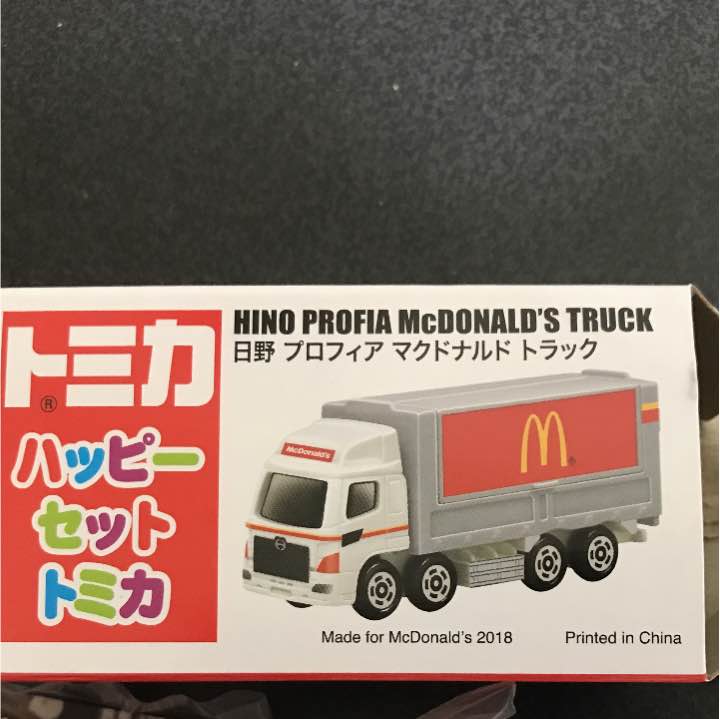 HINO PROFIA McDONALD'S TRUCK
日野 プロフィア マクドナルド トラック
トミカ
®
ハッピー
セット
トミカ
McDonald's
M®
Made for McDonald's 2018
Printed in China